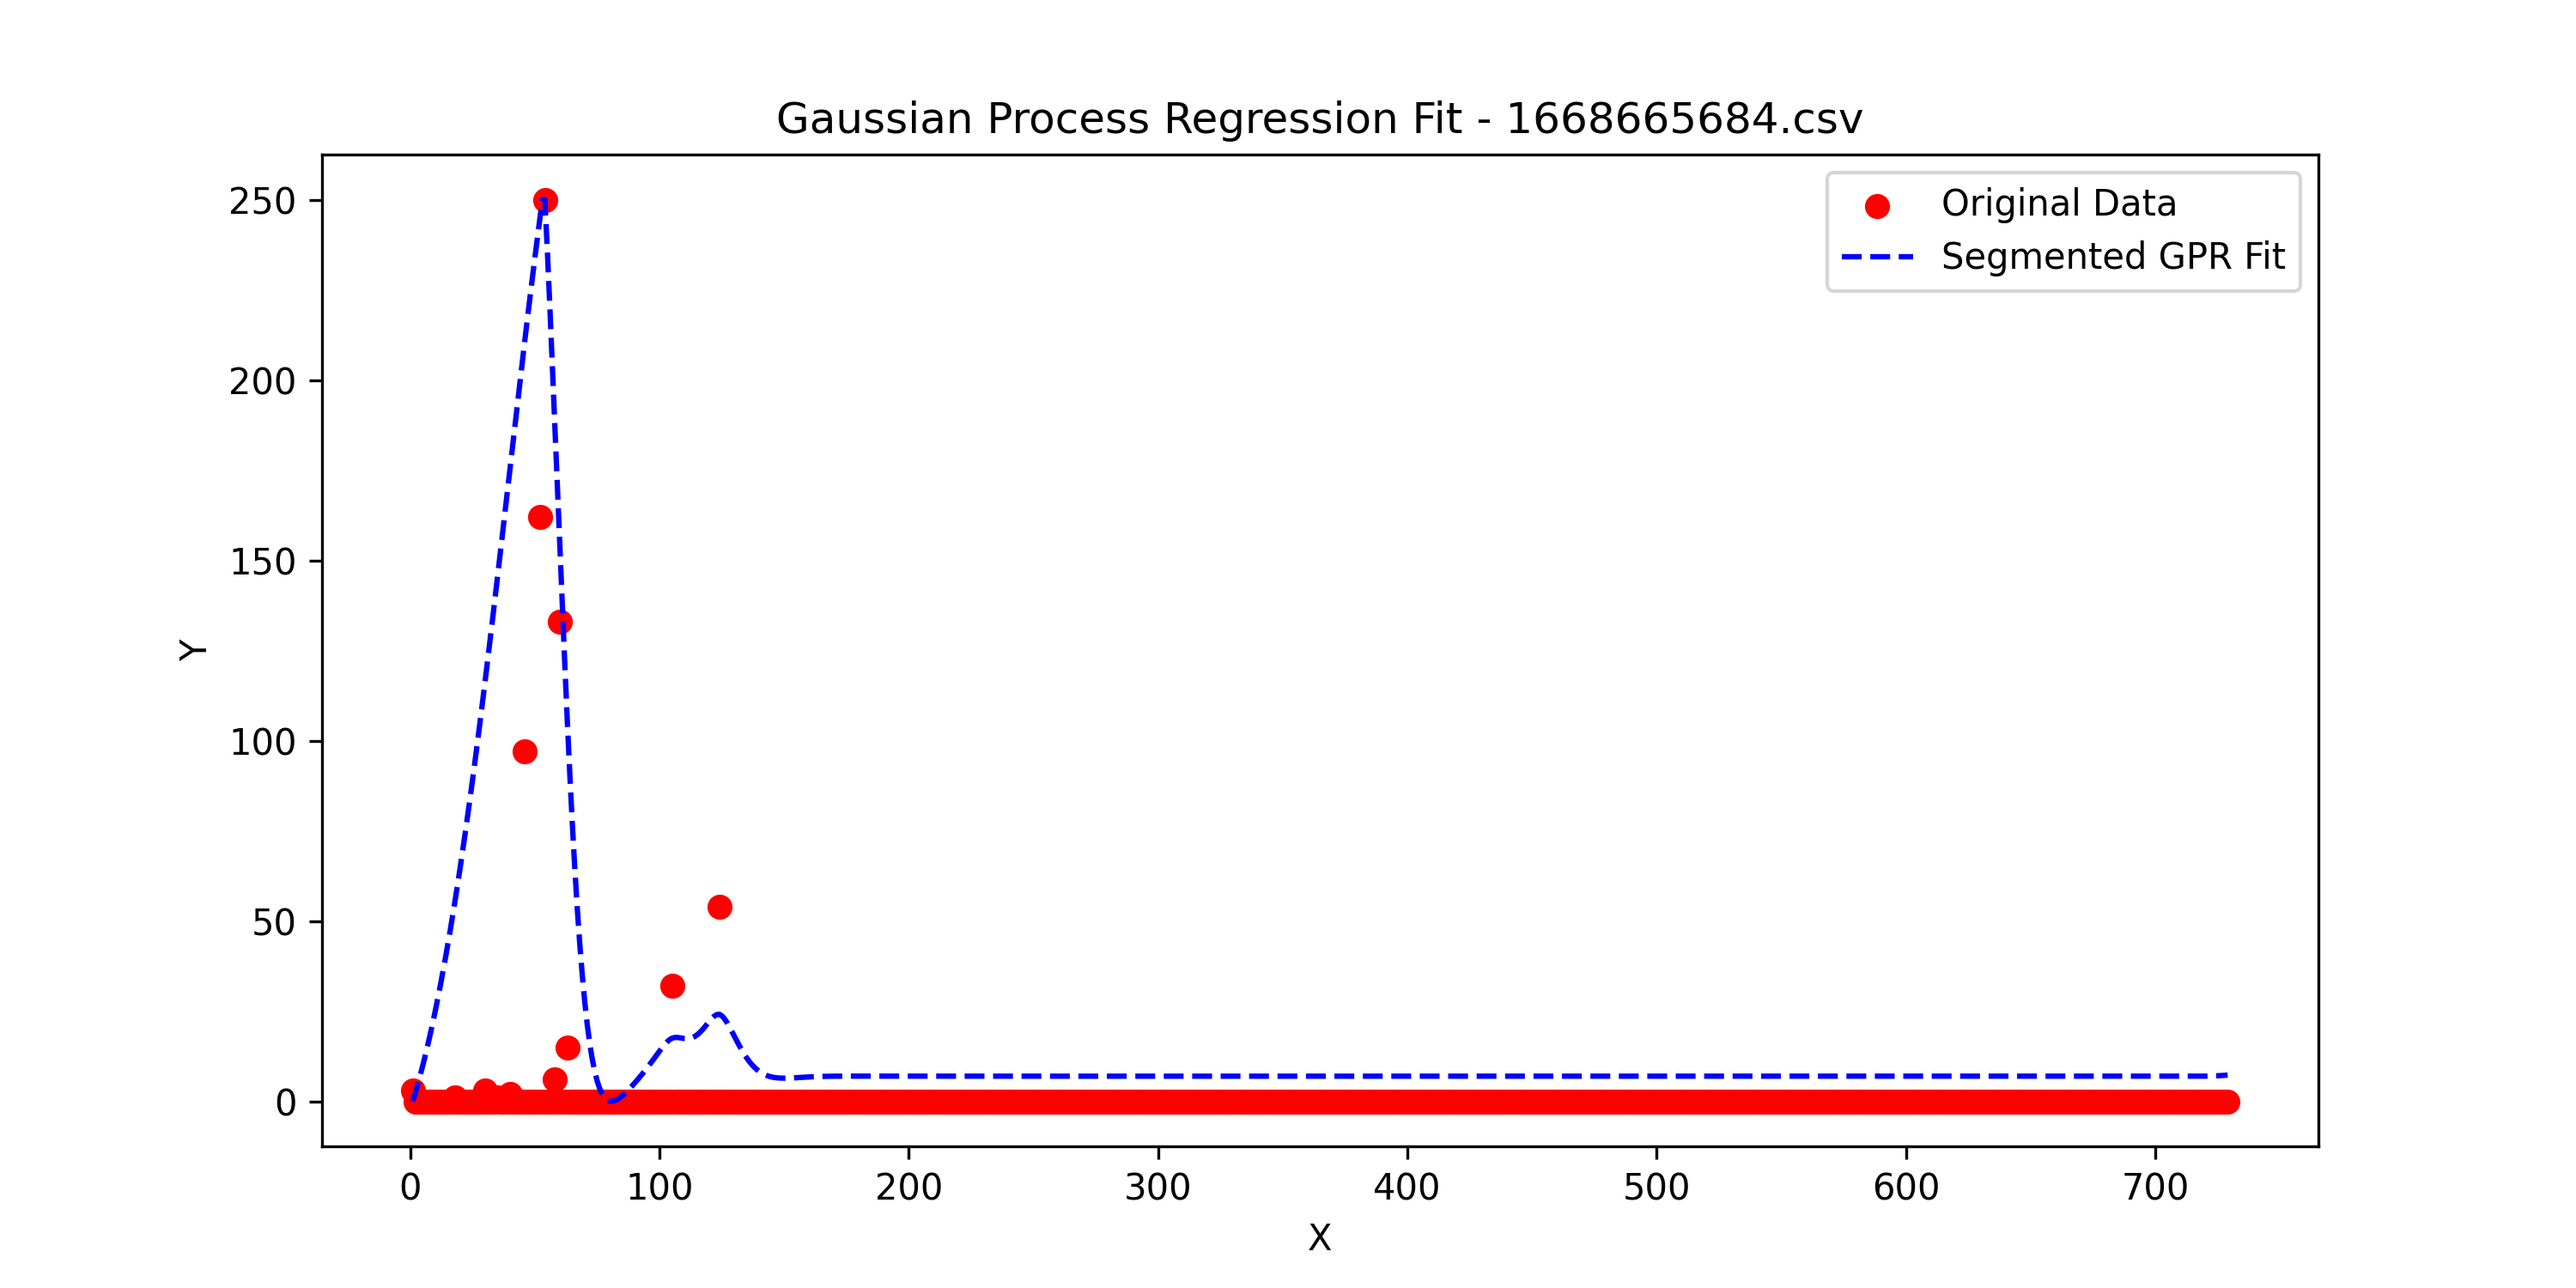 Gaussian Process Regression Fit - 1668665684.csv
Original Data
Segmented GPR Fit
250
200
150
100
50
0
Y
0 100 200 300 400 500 600 700
X